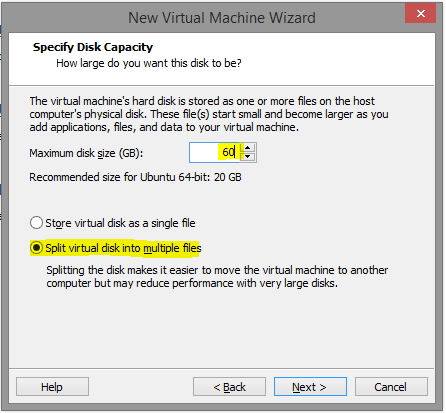 New Virtual Machine Wizard
Specify Disk Capacity
How large do you want this disk to be?
The virtual machine's hard disk is stored as one or more files on the host
computer's physical disk. These file(s) start small and become larger as you
add applications, files, and data to your virtual machine.
Maximum disk size (GB): 60
Recommended size for Ubuntu 64-bit: 20 GB
Store virtual disk as a single file
Split virtual disk into multiple files
Splitting the disk makes it easier to move the virtual machine to another
computer but may reduce performance with very large disks.
Help < Back Next > Cancel